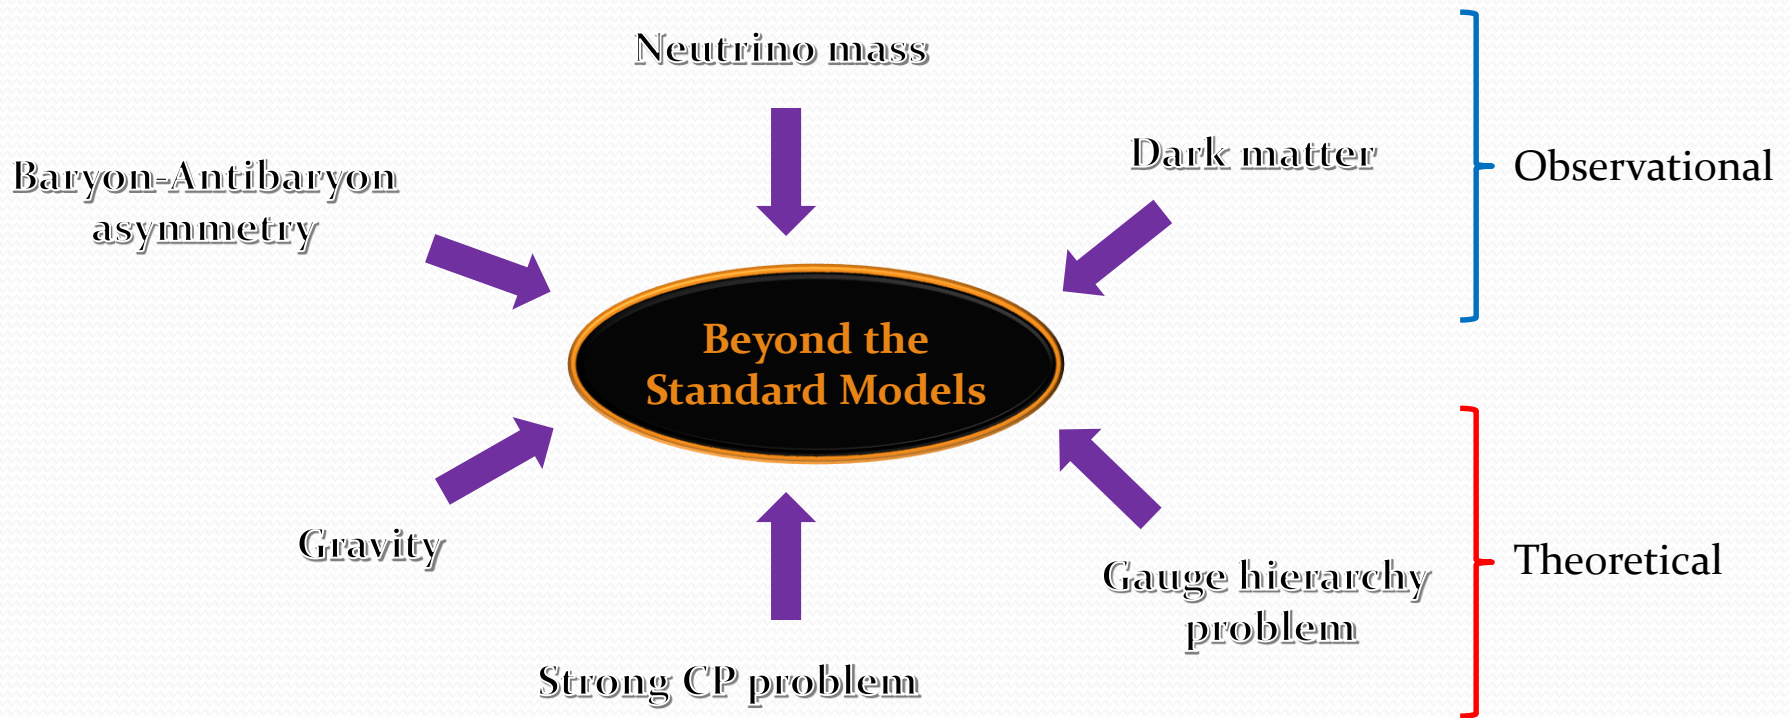 Neutrino mass
Dark matter
Baryon-Antibaryon
asymmetry
Observational
Beyond the
Standard Models
Gravity
Strong CP problem
Gauge hierarchy
problem
Theoretical